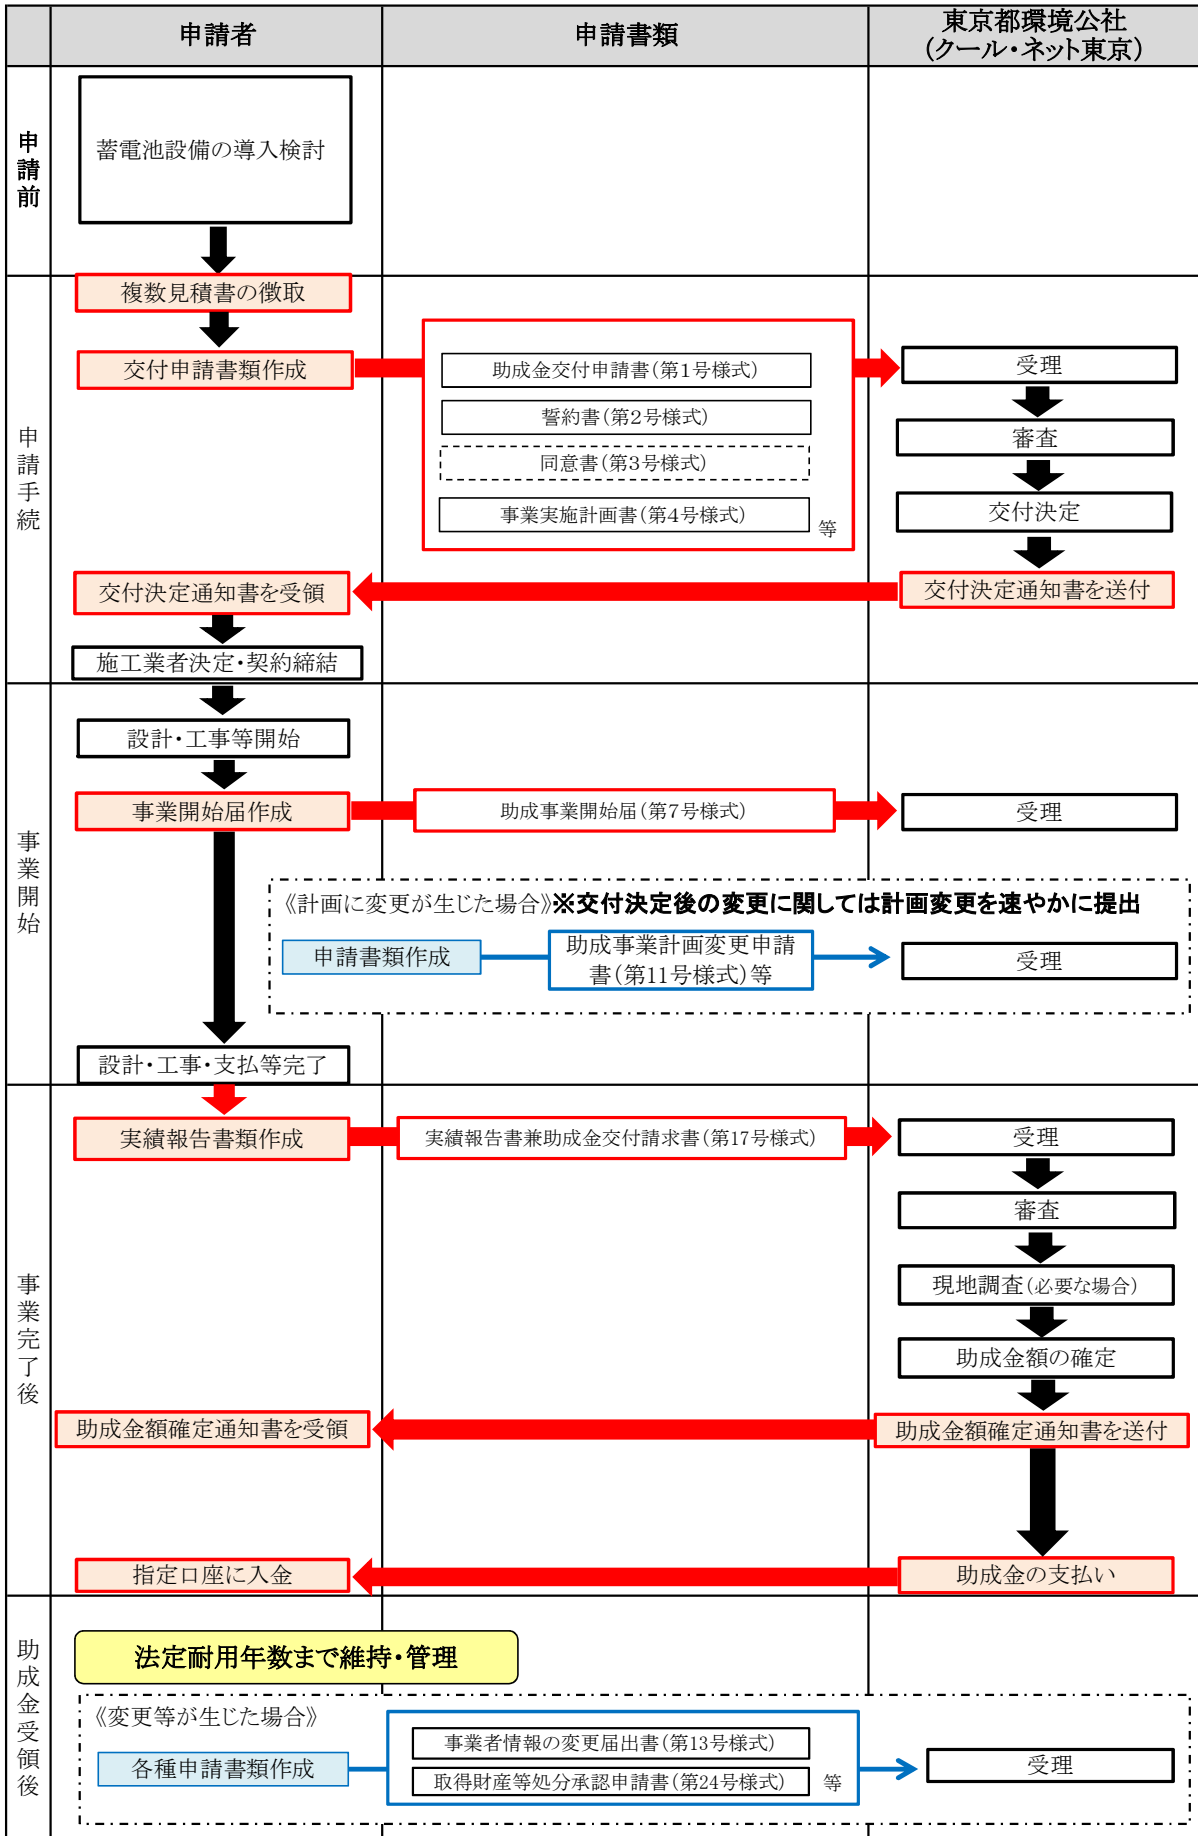 申請者
申請書類
東京都環境公社
(クール・ネット東京)
申請前
蓄電池設備の導入検討
申請手続
複数見積書の徴取
交付申請書類作成
助成金交付申請書(第1号様式)
誓約書(第2号様式)
同意書(第3号様式)
事業実施計画書(第4号様式)
等
受理
審査
交付決定
交付決定通知書を送付
交付決定通知書を受領
施工業者決定・契約締結
事業開始
設計・工事等開始
事業開始届作成
助成事業開始届(第7号様式)
受理
《計画に変更が生じた場合》※交付決定後の変更に関しては計画変更を速やかに提出
申請書類作成
助成事業計画変更申請
書(第11号様式)等
受理
設計・工事・支払等完了
事業完了後
実績報告書類作成
実績報告書兼助成金交付請求書(第17号様式)
受理
審査
現地調査(必要な場合)
助成金額の確定
助成金額確定通知書を送付
助成金額確定通知書を受領
助成金の支払い
指定口座に入金
助成金受領後
法定耐用年数まで維持・管理
《変更等が生じた場合》
各種申請書類作成
事業者情報の変更届出書(第13号様式)
取得財産等処分承認申請書(第24号様式)
等
受理